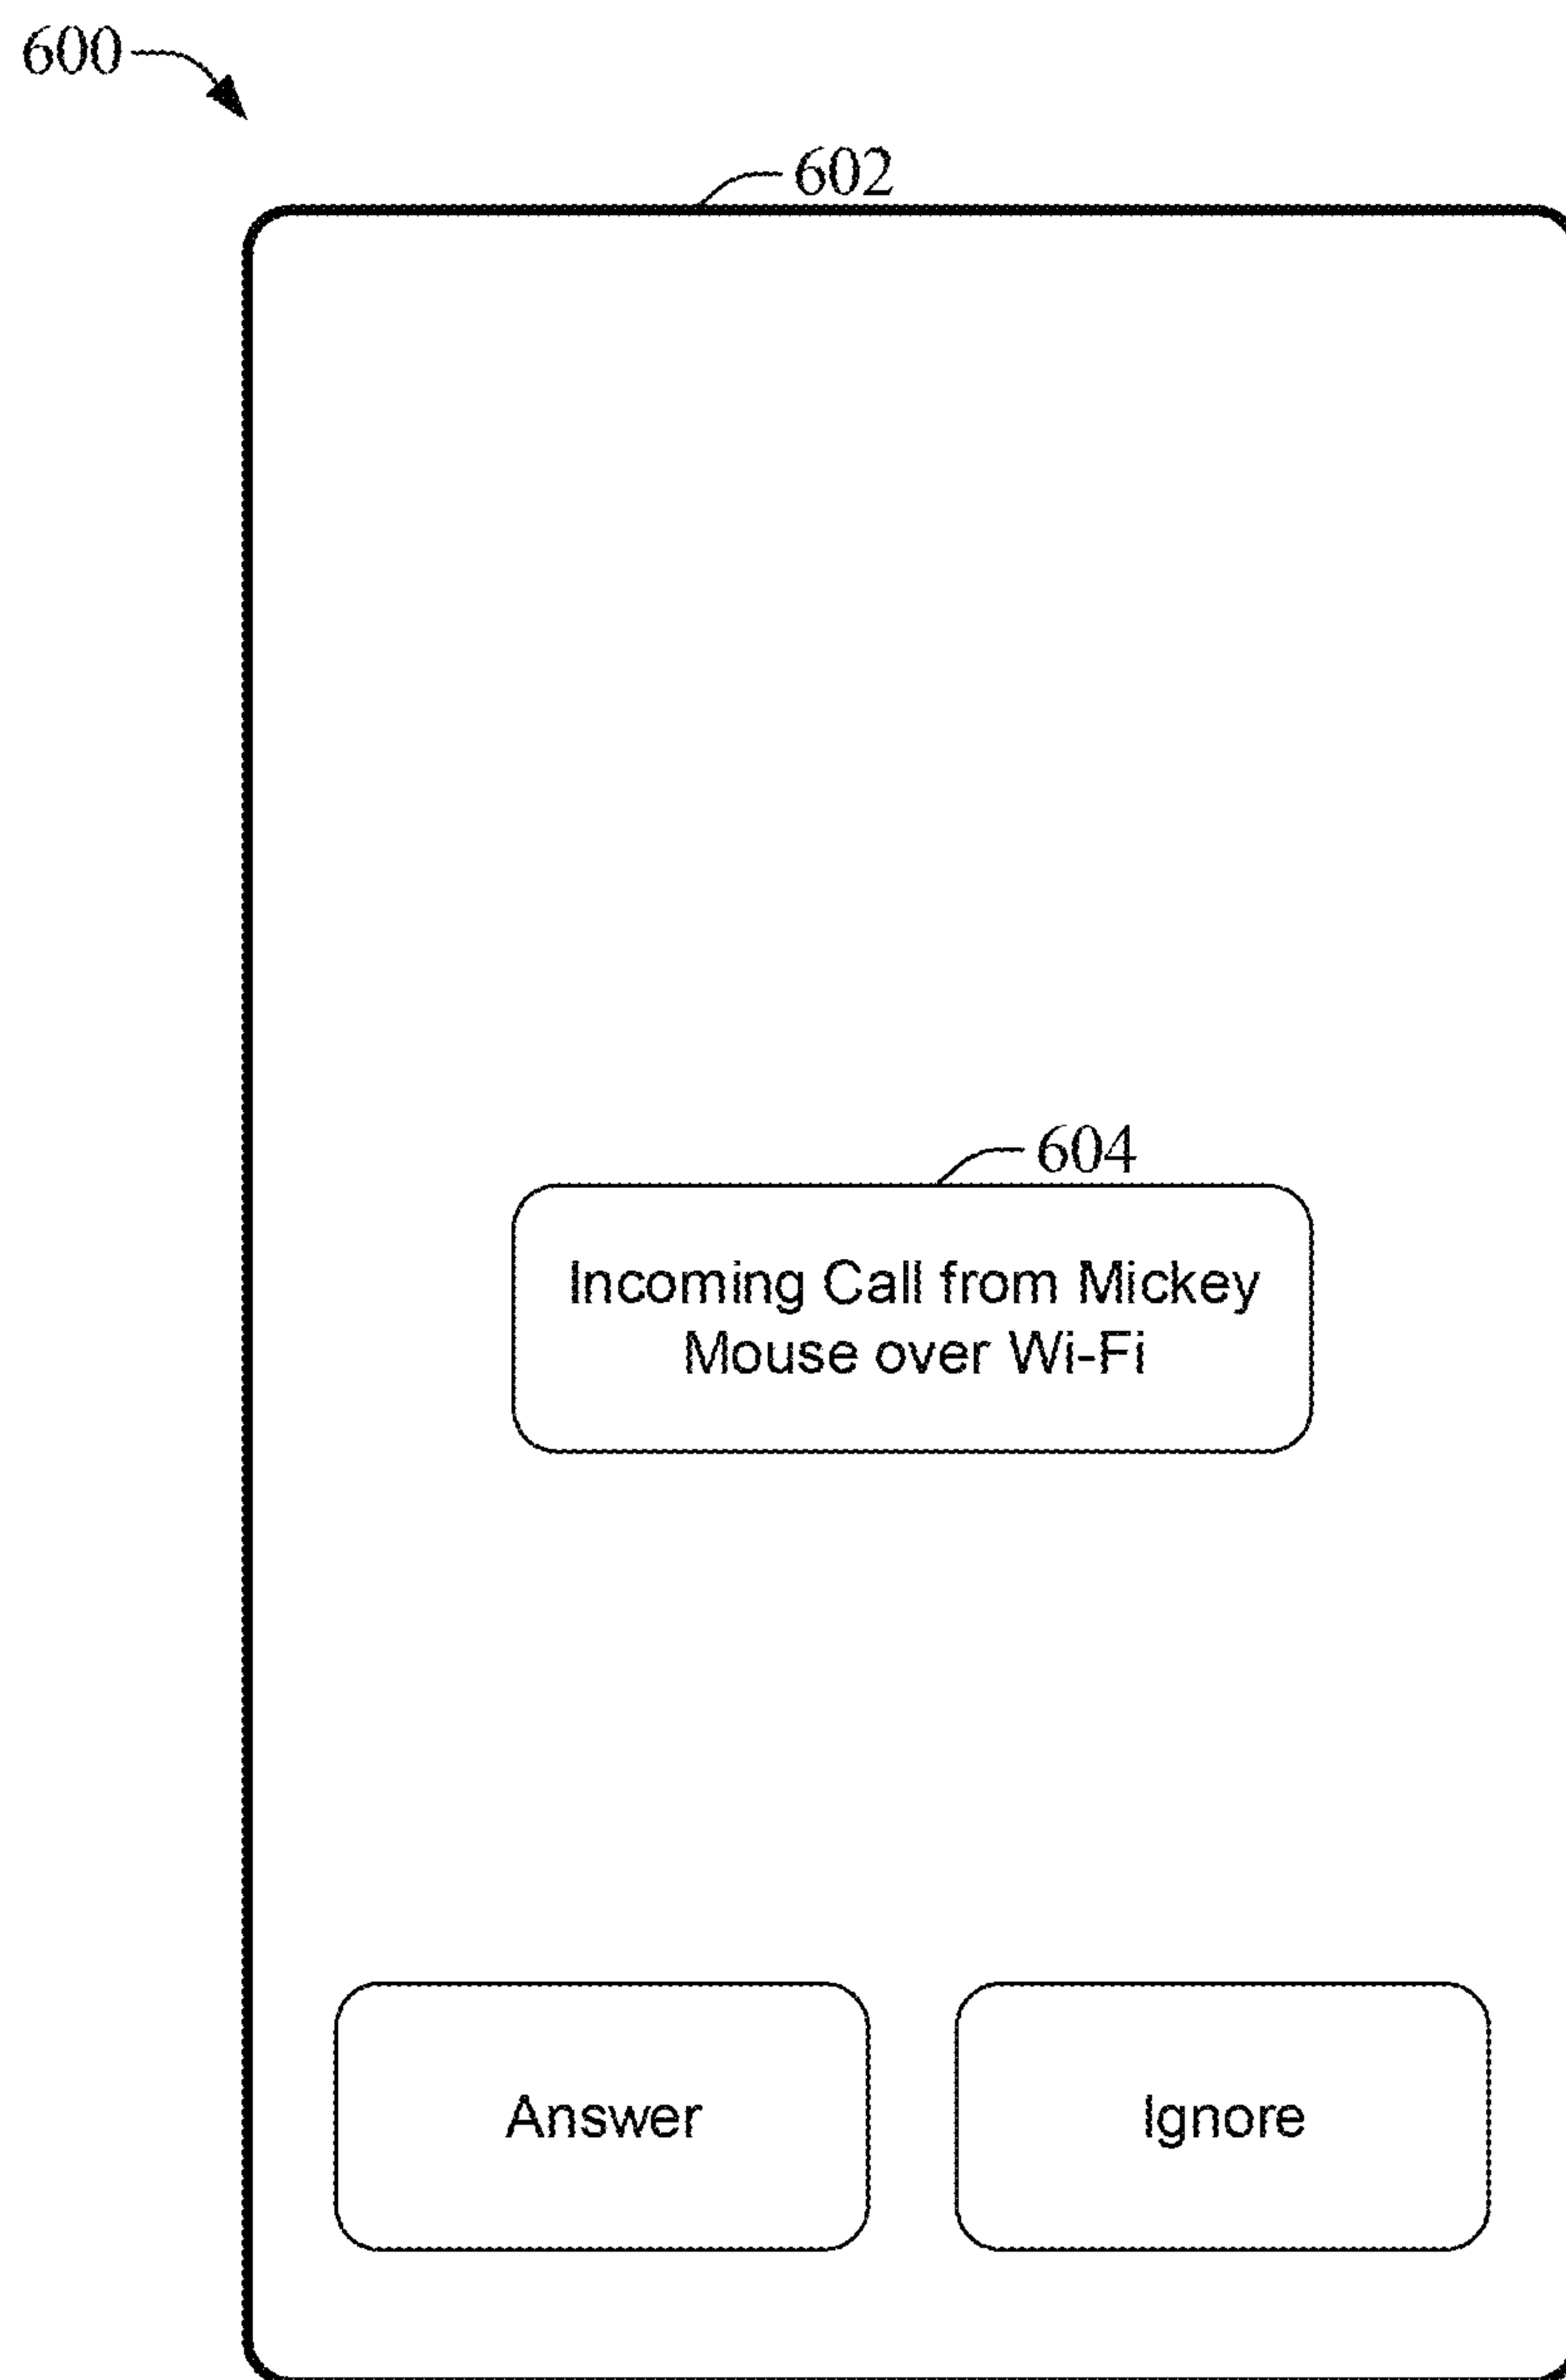 600
602
604
Incoming Call from Mickey
Mouse over Wi-Fi
Answer
Ignore